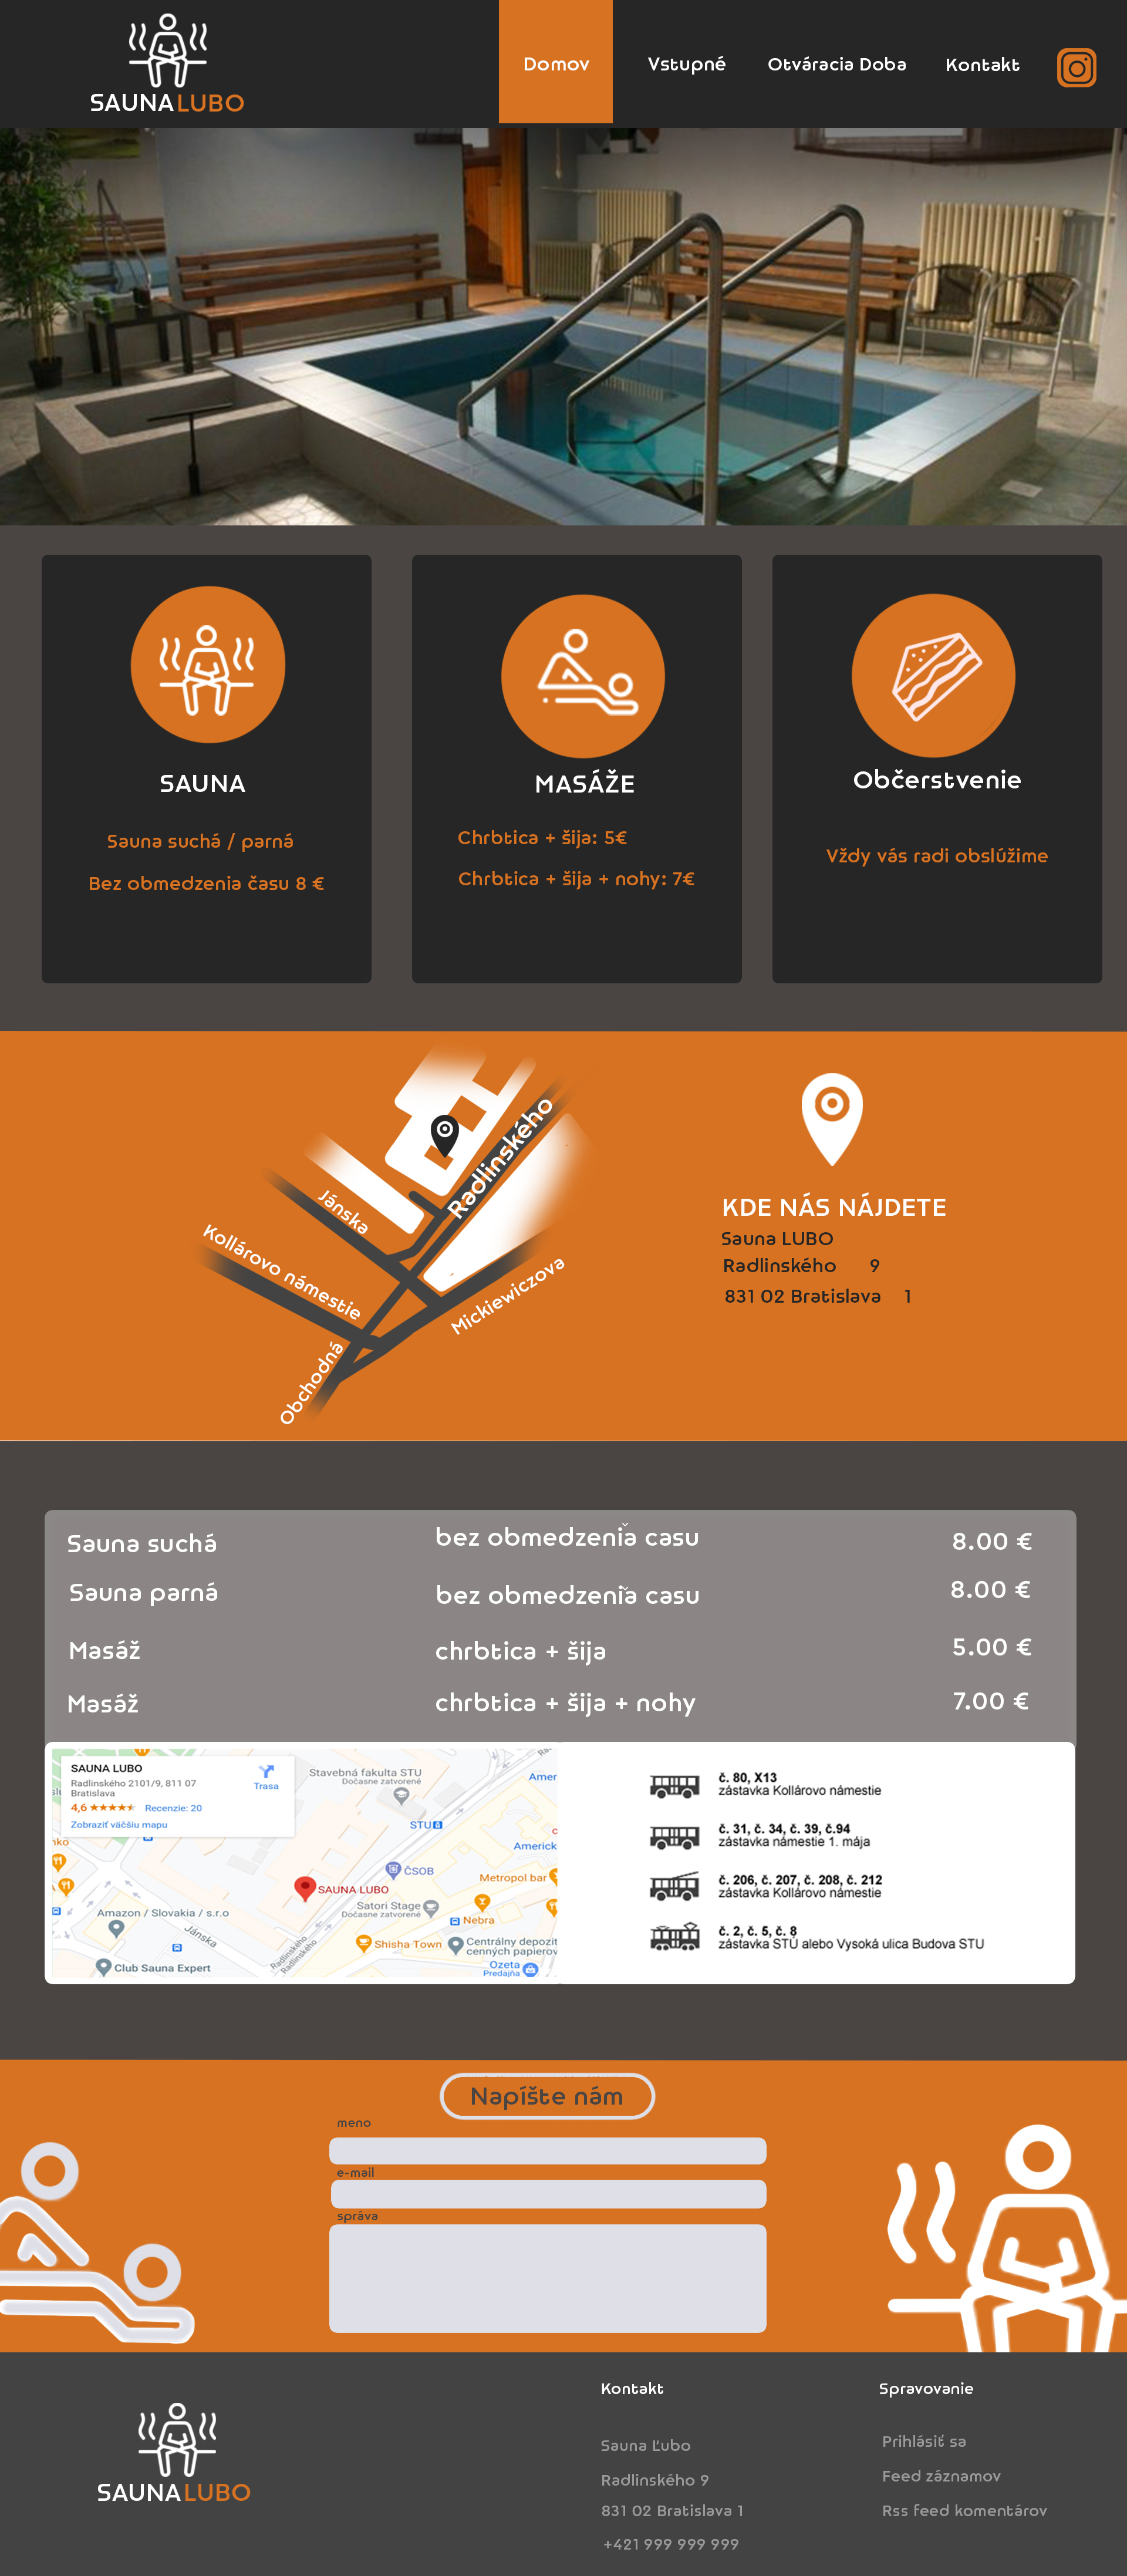 Domov Vstupné Otváracia Doba Kontakt
SAUNA LUBO
SAUNA
Sauna suchá / parná
Bez obmedzenia času 8 €
MASÁŽE
Chrbtica + šija: 5€
Chrbtica + šija + nohy: 7€
Občerstvenie
Vždy vás radi obslúžime
Radlinského
Jánska
Kollárovo námestie
Mickiewiczova
Obchodná
KDE NÁS NÁJDETE
Sauna LUBO
Radlinského 9
831 02 Bratislava 1
Sauna suchá bez obmedzenia casu 8.00 €
Sauna parná bez obmedzenia casu 8.00 €
Masáž chrbtica + šija 5.00 €
Masáž chrbtica + šija + nohy 7.00 €
SAUNA LUBO
Radlinského 2101/9, 811 07
Bratislava
Trasa
4,6 Recenzie: 20
Zobraziť väčšiu mapu
Stavebná fakulta STU
Dočasne zatvorené
Amer
STU
Americk
ČSOB
Metropol bar
SAUNA LUBO
Satori Stage
Dočasne zatvorené
Nebra
Amazon / Slovakia / s.r.o
Jánska
Radlinského
Radlinského
Shisha Town
Centrálny depozit
cenných papierov
Club Sauna Expert
Ozeta
Predajňa
č. 80, X13
zástavka Kollárovo námestie
č. 31, č. 34, č. 39, č.94
zástavka námestie 1. mája
č. 206, č. 207, č. 208, č. 212
zástavka Kollárovo námestie
č. 2, č. 5, č. 8
zástavka STU alebo Vysoká ulica Budova STU
Napíšte nám
meno
e-mail
správa
SAUNA LUBO
Kontakt
Sauna Ľubo
Radlinského 9
831 02 Bratislava 1
+421 999 999 999
Spravovanie
Prihlásiť sa
Feed záznamov
Rss feed komentárov